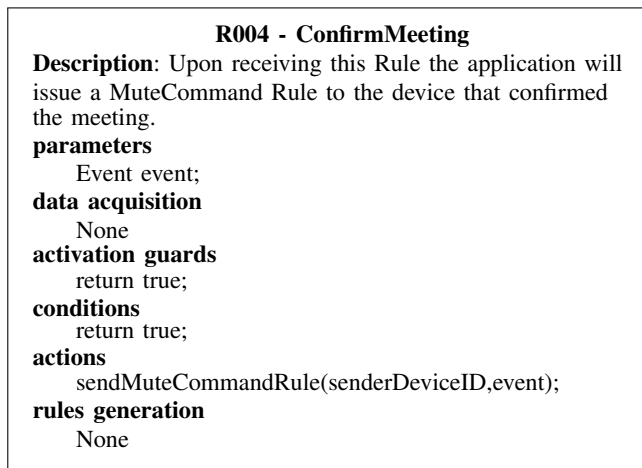 R004 - ConfirmMeeting
Description: Upon receiving this Rule the application will
issue a MuteCommand Rule to the device that confirmed
the meeting.
parameters
Event event;
data acquisition
None
activation guards
return true;
conditions
return true;
actions
sendMuteCommandRule(senderDeviceID,event);
rules generation
None